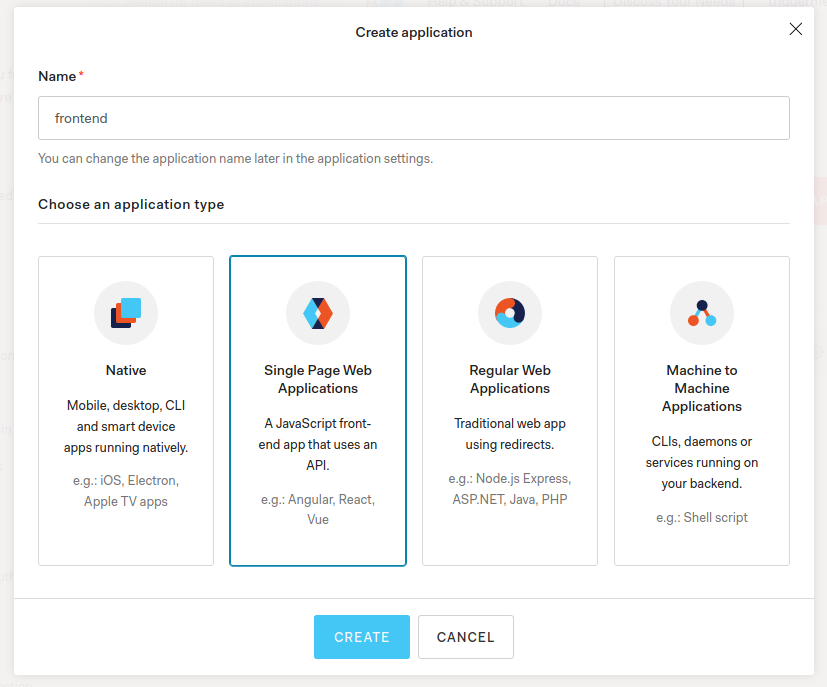 Create application
Name *
frontend
You can change the application name later in the application settings.
Choose an application type
Native
Mobile, desktop, CLI
and smart device
apps running natively.
e.g.: iOS, Electron,
Apple TV apps
Single Page Web
Applications
A JavaScript front-
end app that uses an
API.
e.g.: Angular, React,
Vue
Regular Web
Applications
Traditional web app
using redirects.
e.g.: Node.js Express,
ASP.NET, Java, PHP
Machine to
Machine
Applications
CLIs, daemons or
services running on
your backend.
e.g.: Shell script
CREATE
CANCEL